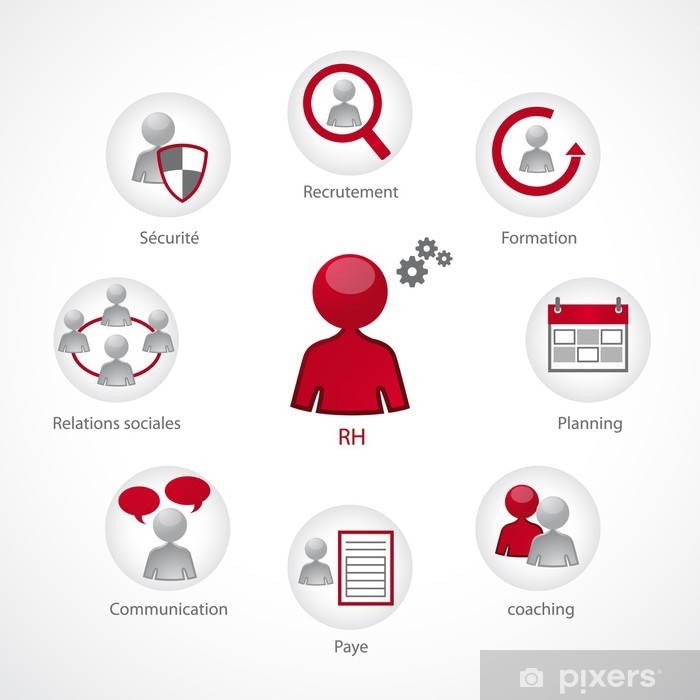 Recrutement
Sécurité
Formation
Relations sociales
RH
Planning
Communication
Paye
coaching
pixers®